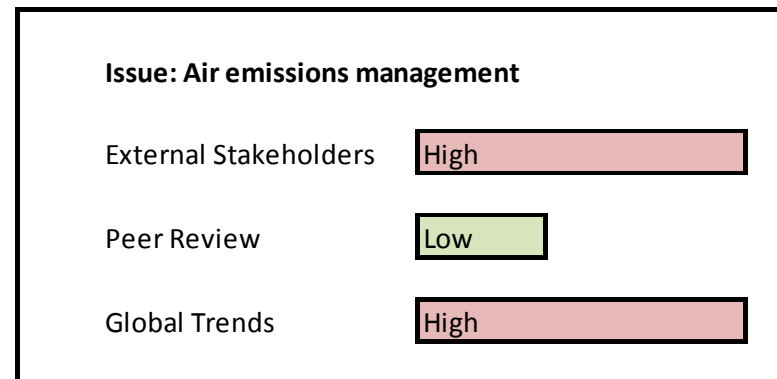 Issue: Air emissions management
External Stakeholders High
Peer Review Low
Global Trends High